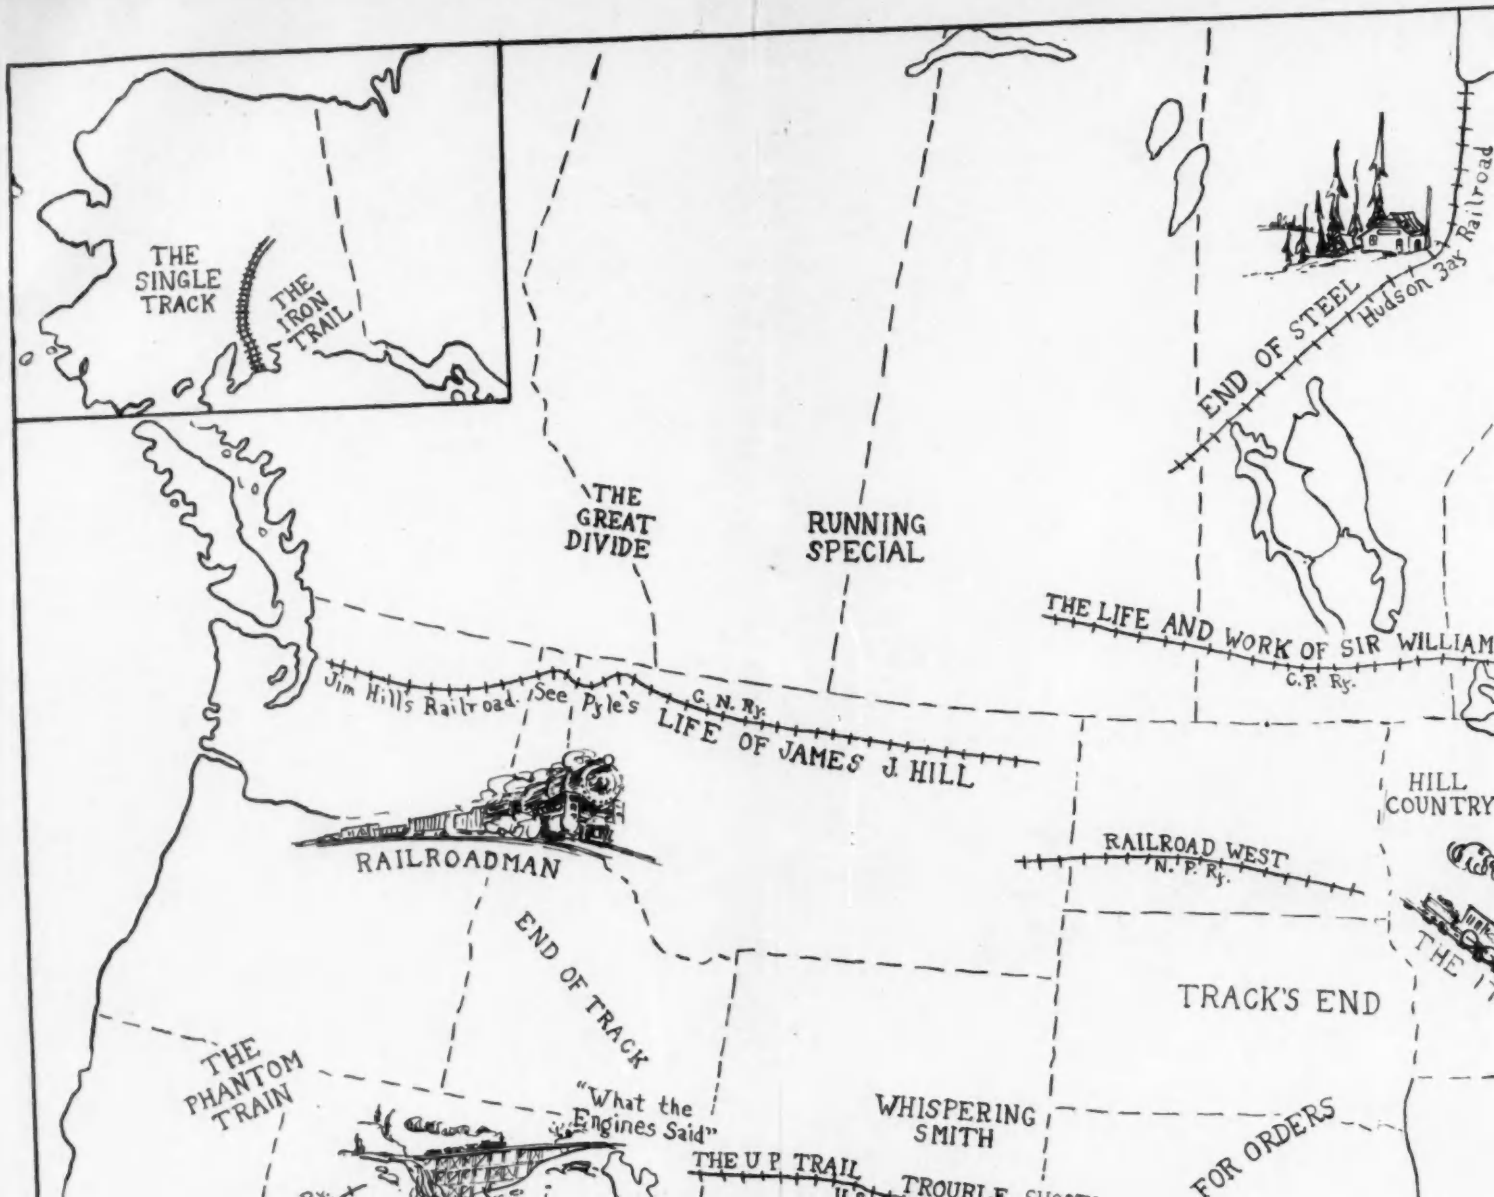 THE
SINGLE
TRACK
THE
IRON
TRAIL
END OF STEEL
Hudson Bay Railroad
THE
GREAT
DIVIDE
RUNNING
SPECIAL
THE LIFE AND WORK OF SIR WILLIAM
C.P. Ry.
Jim Hill's Railroad. See Pyle's
G. N. Ry.
LIFE OF JAMES J. HILL
HILL
COUNTRY
RAILROADMAN
RAILROAD WEST
N. P. Ry.
END OF TRACK
THE
TRACK'S END
THE
PHANTOM
TRAIN
"What the
Engines Said"
WHISPERING
SMITH
FOR ORDERS
THE U P TRAIL
TROUBLE